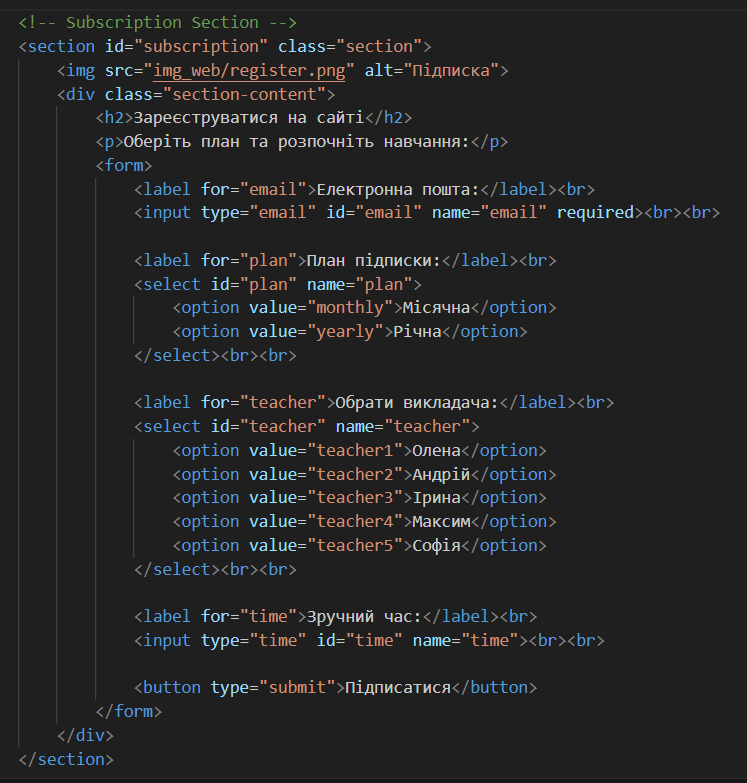 <!-- Subscription Section -->
<section id="subscription" class="section">
    <img src="img_web/register.png" alt="Підписка">
    <div class="section-content">
        <h2>Зареєструватися на сайті</h2>
        <p>Оберіть план та розпочніть навчання:</p>
        <form>
            <label for="email">Електронна пошта:</label><br>
            <input type="email" id="email" name="email" required><br><br>

            <label for="plan">План підписки:</label><br>
            <select id="plan" name="plan">
                <option value="monthly">Місячна</option>
                <option value="yearly">Річна</option>
            </select><br><br>

            <label for="teacher">Обрати викладача:</label><br>
            <select id="teacher" name="teacher">
                <option value="teacher1">Олена</option>
                <option value="teacher2">Андрій</option>
                <option value="teacher3">Ірина</option>
                <option value="teacher4">Максим</option>
                <option value="teacher5">Софія</option>
            </select><br><br>

            <label for="time">Зручний час:</label><br>
            <input type="time" id="time" name="time"><br><br>

            <button type="submit">Підписатися</button>
        </form>
    </div>
</section>